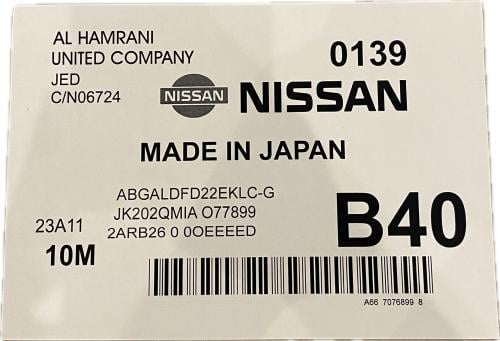 AL HAMRANI
UNITED COMPANY
JED
C/N06724
0139
NISSAN
NISSAN
MADE IN JAPAN
ABGALDFD22EKLC-G
JK202QMIA O77899
2ARB26 0 0OEEEED
23A11
10M
B40
A66 7076899 8